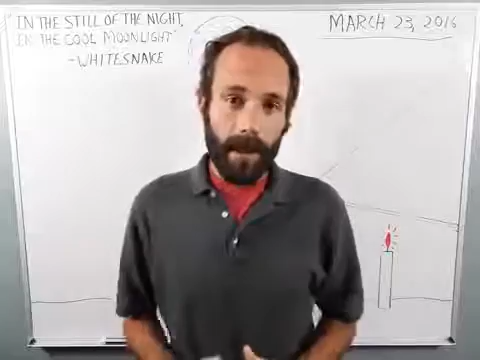 "IN THE STILL OF THE NIGHT,
IN THE COOL MOONLIGHT"
-WHITESNAKE
MARCH 23, 2016